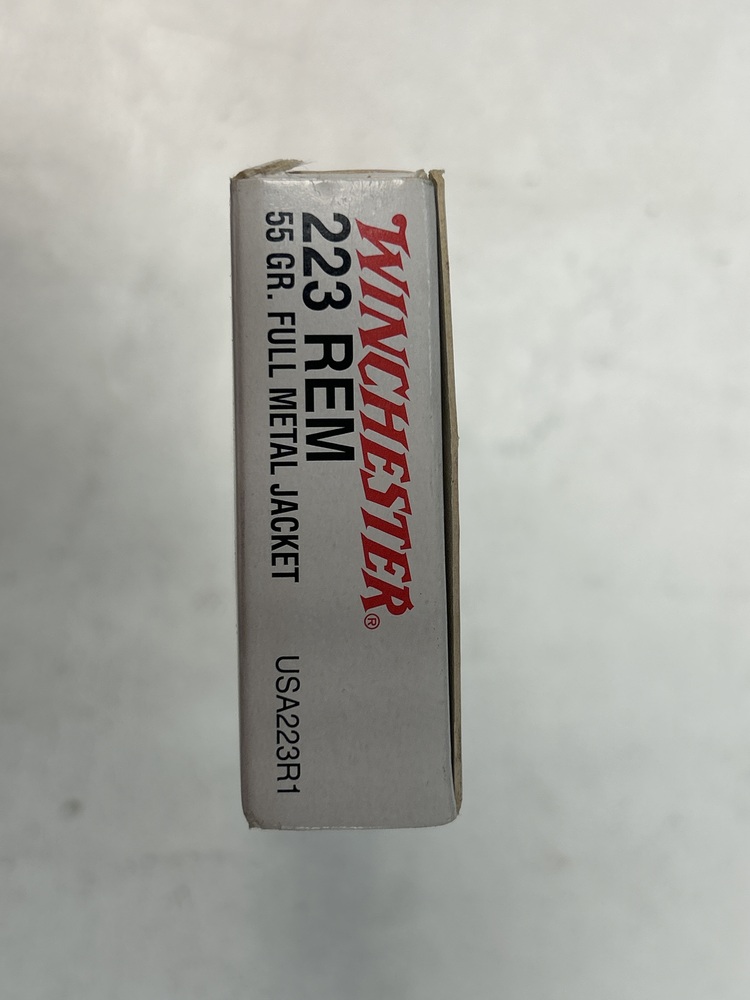 WINCHESTER®
223 REM
55 GR. FULL METAL JACKET USA223R1